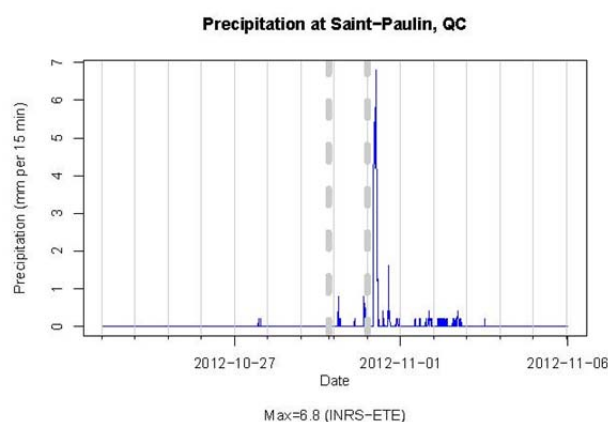 Precipitation at Saint-Paulin, QC
Precipitation (mm per 15 min)
7
6
5
4
3
2
1
0
2012-10-27
2012-11-01
2012-11-06
Date
Max=6.8 (INRS-ETE)